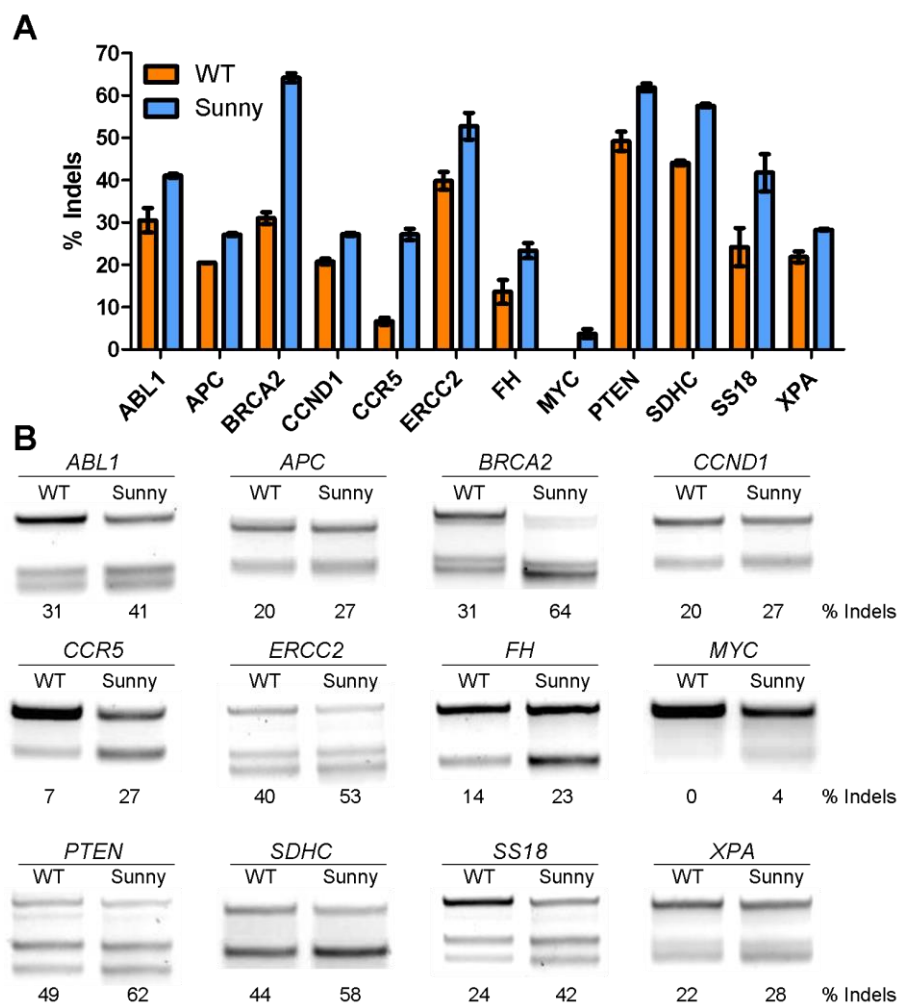 A
70
60
50
40
30
20
10
0
% Indels
WT
Sunny
ABL1 APC BRCA2 CCND1 CCR5 ERCC2 FH MYC PTEN SDHC SS18 XPA
B
ABL1 APC BRCA2 CCND1
WT Sunny WT Sunny WT Sunny WT Sunny
31 41 20 27 31 64 20 27 % Indels
CCR5 ERCC2 FH MYC
WT Sunny WT Sunny WT Sunny WT Sunny
7 27 40 53 14 23 0 4 % Indels
PTEN SDHC SS18 XPA
WT Sunny WT Sunny WT Sunny WT Sunny
49 62 44 58 24 42 22 28 % Indels